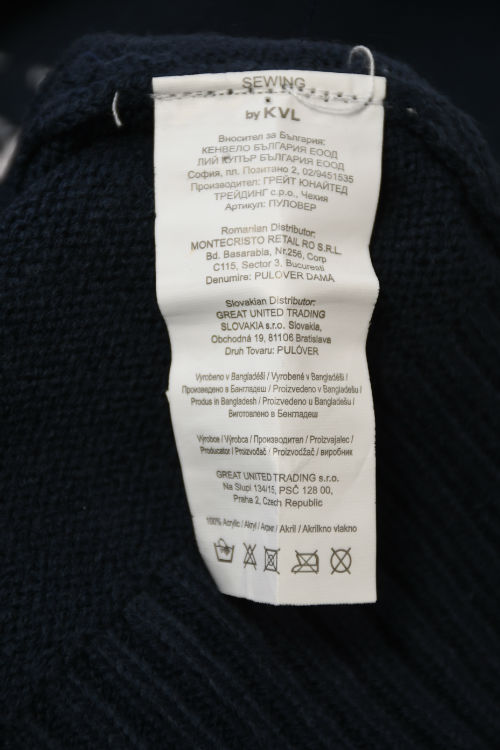 SEWING
by KVL
Вносител за България:
КЕНВЕЛО БЪЛГАРИЯ ЕООД
ЛИЙ КУПЪР БЪЛГАРИЯ ЕООД
София, пл. Позитано 2, 02/9451535
Производител: ГРЕЙТ ЮНАЙТЕД
ТРЕЙДИНГ с.р.о., Чехия
Артикул: ПУЛОВЕР
Romanian Distributor:
MONTECRISTO RETAIL RO S.R.L.
Bd. Basarabia, Nr.256, Corp
C115, Sector 3, Bucuresti
Denumire: PULOVER DAMA
Slovakian Distributor:
GREAT UNITED TRADING
SLOVAKIA s.r.o. Slovakia,
Obchodná 19, 81106 Bratislava
Druh Tovaru: PULÓVER
Vyrobeno v Bangladéši / Vyrobené v Bangladéši /
Произведено в Бангладеш / Proizvedeno v Bangladešu /
Produs in Bangladesh / Proizvedeno u Bangladešu /
Виготовлено в Бенгладеш
Výrobce / Výrobca / Производител / Proizvajalec /
Producator / Proizvođač / Proizvodžač / виробник
GREAT UNITED TRADING s.r.o.
Na Slupi 134/15, PSČ 128 00,
Praha 2, Czech Republic
100% Acrylic / Akryl / Акрил / Akril / Akrilkno vlakno